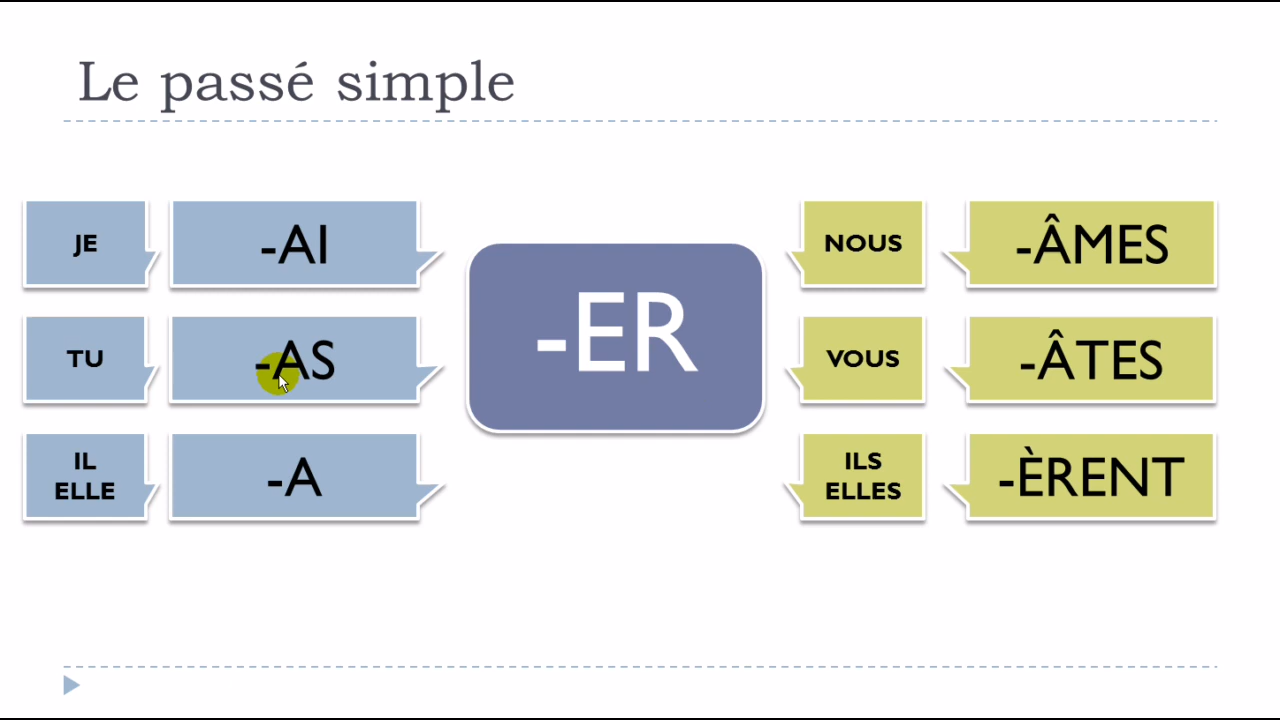 Le passé simple
JE
-AI
TU
-AS
IL
ELLE
-A
-ER
NOUS
-ÂMES
VOUS
-ÂTES
ILS
ELLES
-ÈRENT